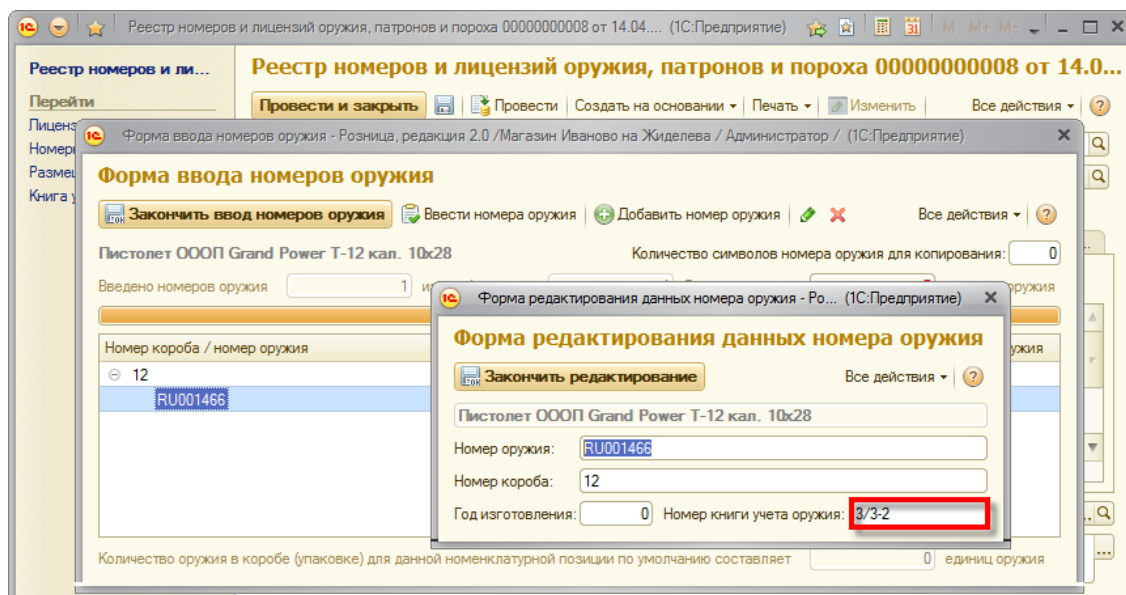 Реестр номеров и лицензий оружия, патронов и пороха 00000000008 от 14.04.... (1С:Предприятие) M M+ M-
Реестр номеров и ли...
Реестр номеров и лицензий оружия, патронов и пороха 00000000008 от 14.0...
Перейти
Провести и закрыть Провести Создать на основании Печать Изменить Все действия
Форма ввода номеров оружия - Розница, редакция 2.0 /Магазин Иваново на Жиделева / Администратор / (1С:Предприятие)
Книга у
Форма ввода номеров оружия
Закончить ввод номеров оружия Ввести номера оружия Добавить номер оружия Все действия
Пистолет ОООП Grand Power T-12 кал. 10x28 Количество символов номера оружия для копирования: 0
Введено номеров оружия 1 оружия
Номер короба / номер оружия
12
RU001466
Форма редактирования данных номера оружия - Ро... (1С:Предприятие)
Форма редактирования данных номера оружия
Закончить редактирование Все действия
Пистолет ОООП Grand Power T-12 кал. 10x28
Номер оружия: RU001466
Номер короба: 12
Год изготовления: 0 Номер книги учета оружия: 3/3-2
Количество оружия в коробе (упаковке) для данной номенклатурной позиции по умолчанию составляет 0 единиц оружия